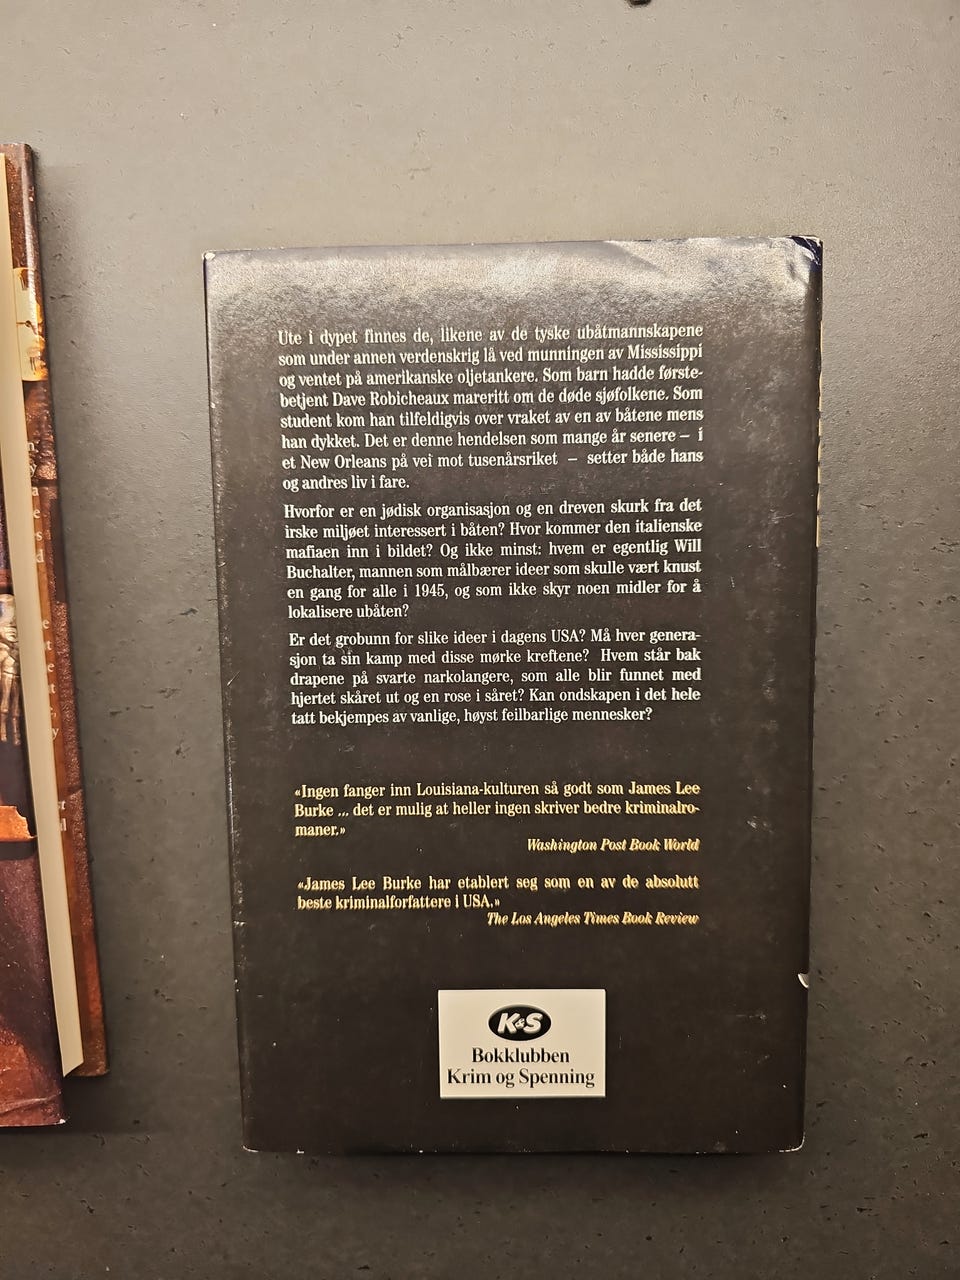 Ute i dypet finnes de, likene av de tyske ubåtmannskapene
som under annen verdenskrig lå ved munningen av Mississippi
og ventet på amerikanske oljetankere. Som barn hadde første-
betjent Dave Robicheaux mareritt om de døde sjøfolkene. Som
student kom han tilfeldigvis over vraket av en av båtene mens
han dykket. Det er denne hendelsen som mange år senere – i
et New Orleans på vei mot tusenårsriket – setter både hans
og andres liv i fare.
Hvorfor er en jødisk organisasjon og en dreven skurk fra det
irske miljøet interessert i båten? Hvor kommer den italienske
mafiaen inn i bildet? Og ikke minst: hvem er egentlig Will
Buchalter, mannen som målbærer ideer som skulle vært knust
en gang for alle i 1945, og som ikke skyr noen midler for å
lokalisere ubåten?
Er det grobunn for slike ideer i dagens USA? Må hver genera-
sjon ta sin kamp med disse mørke kreftene? Hvem står bak
drapene på svarte narkolangere, som alle blir funnet med
hjertet skåret ut og en rose i såret? Kan ondskapen i det hele
tatt bekjempes av vanlige, høyst feilbarlige mennesker?
«Ingen fanger inn Louisiana-kulturen så godt som James Lee
Burke ... det er mulig at heller ingen skriver bedre kriminalro-
maner.»
Washington Post Book World
«James Lee Burke har etablert seg som en av de absolutt
beste kriminalforfattere i USA.»
The Los Angeles Times Book Review
K&S
Bokklubben
Krim og Spenning